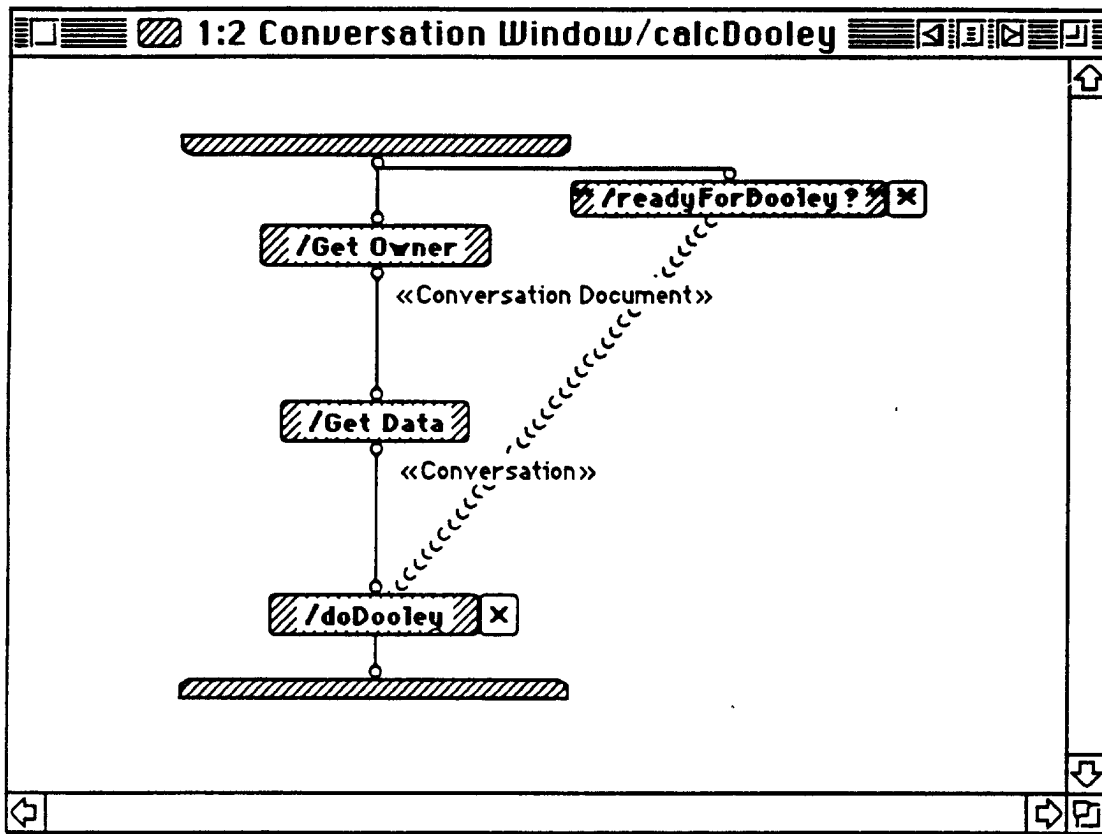 1:2 Conversation Window/calcDooley
/readyForDooley?
/Get Owner
«Conversation Document»
/Get Data
«Conversation»
/doDooley